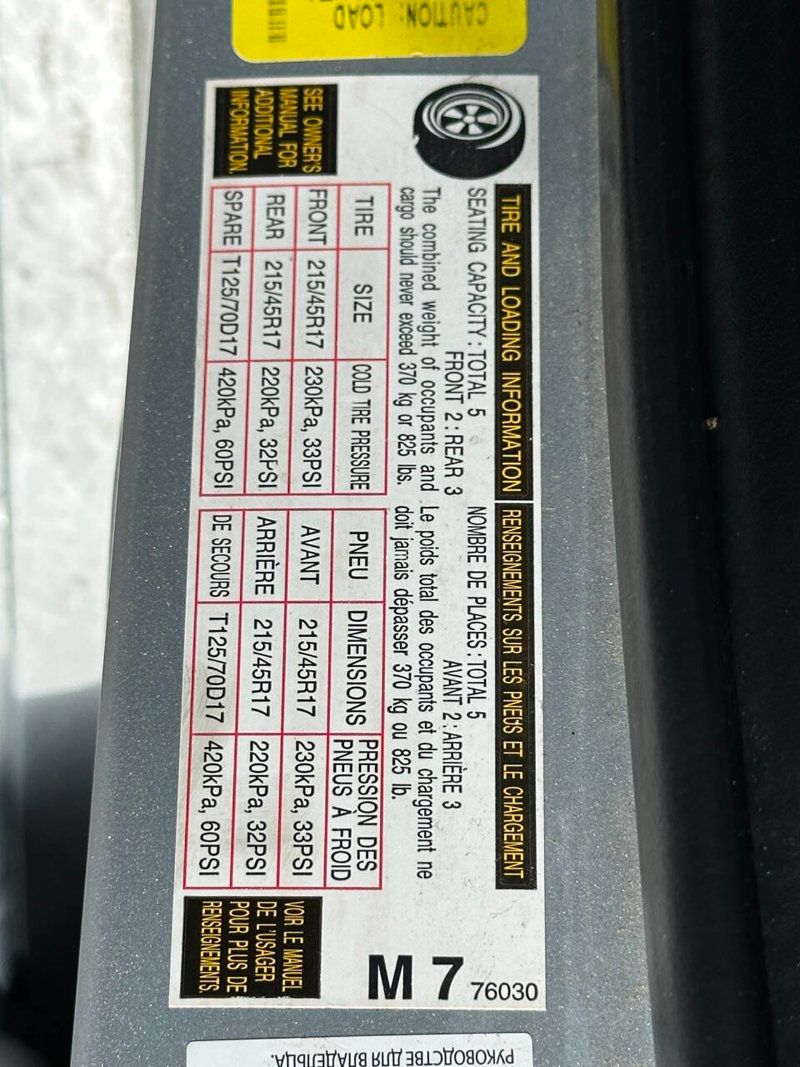 CAUTION: LOAD
TIRE AND LOADING INFORMATION
RENSEIGNEMENTS SUR LES PNEUS ET LE CHARGEMENT
SEATING CAPACITY : TOTAL 5
FRONT 2 : REAR 3
The combined weight of occupants and
cargo should never exceed 370 kg or 825 lbs.
NOMBRE DE PLACES : TOTAL 5
AVANT 2 : ARRIÈRE 3
Le poids total des occupants et du chargement ne
doit jamais dépasser 370 kg ou 825 lb.
SEE OWNER'S
MANUAL FOR
ADDITIONAL
INFORMATION.
TIRE SIZE COLD TIRE PRESSURE
FRONT 215/45R17 230kPa, 33PSI
REAR 215/45R17 220kPa, 32PSI
SPARE T125/70D17 420kPa, 60PSI
PNEU DIMENSIONS PRESSION DES
PNEUS À FROID
AVANT 215/45R17 230kPa, 33PSI
ARRIÈRE 215/45R17 220kPa, 32PSI
DE SECOURS T125/70D17 420kPa, 60PSI
VOIR LE MANUEL
DE L'USAGER
POUR PLUS DE
RENSEIGNEMENTS.
M 7 76030
РУКОВОДСТВЕ ДЛЯ ВЛАДЕЛЬЦА.